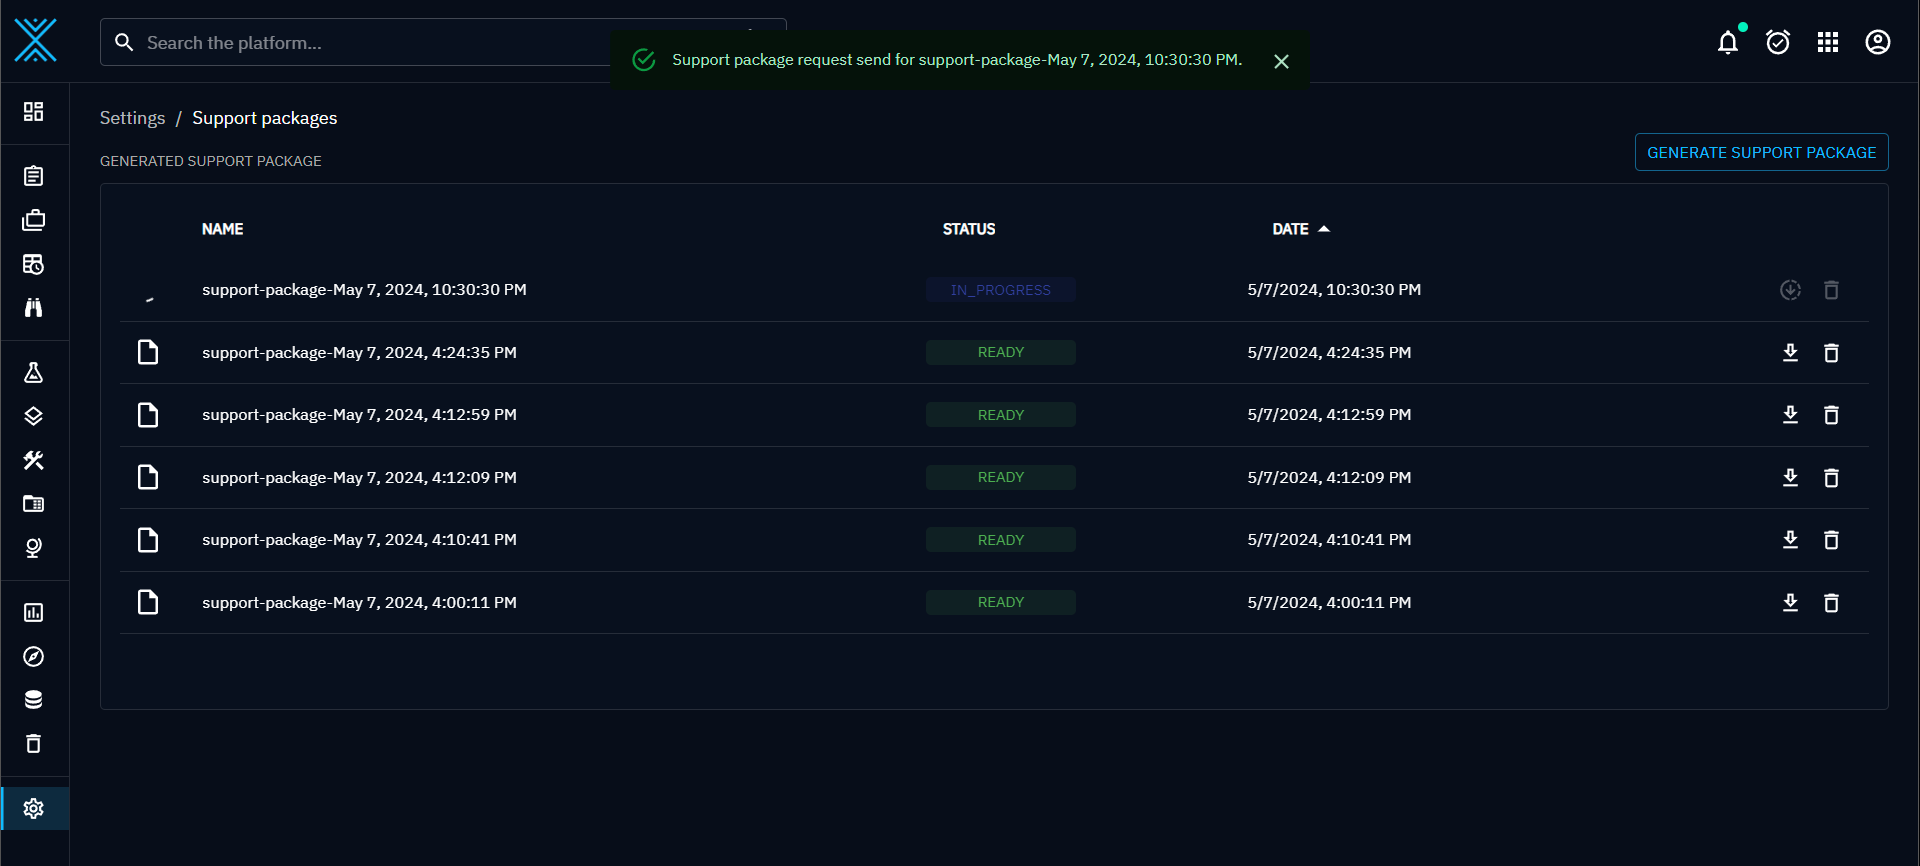 Search the platform...
Support package request send for support-package-May 7, 2024, 10:30:30 PM.
Settings / Support packages
GENERATED SUPPORT PACKAGE
GENERATE SUPPORT PACKAGE
NAME STATUS DATE
support-package-May 7, 2024, 10:30:30 PM IN_PROGRESS 5/7/2024, 10:30:30 PM
support-package-May 7, 2024, 4:24:35 PM READY 5/7/2024, 4:24:35 PM
support-package-May 7, 2024, 4:12:59 PM READY 5/7/2024, 4:12:59 PM
support-package-May 7, 2024, 4:12:09 PM READY 5/7/2024, 4:12:09 PM
support-package-May 7, 2024, 4:10:41 PM READY 5/7/2024, 4:10:41 PM
support-package-May 7, 2024, 4:00:11 PM READY 5/7/2024, 4:00:11 PM